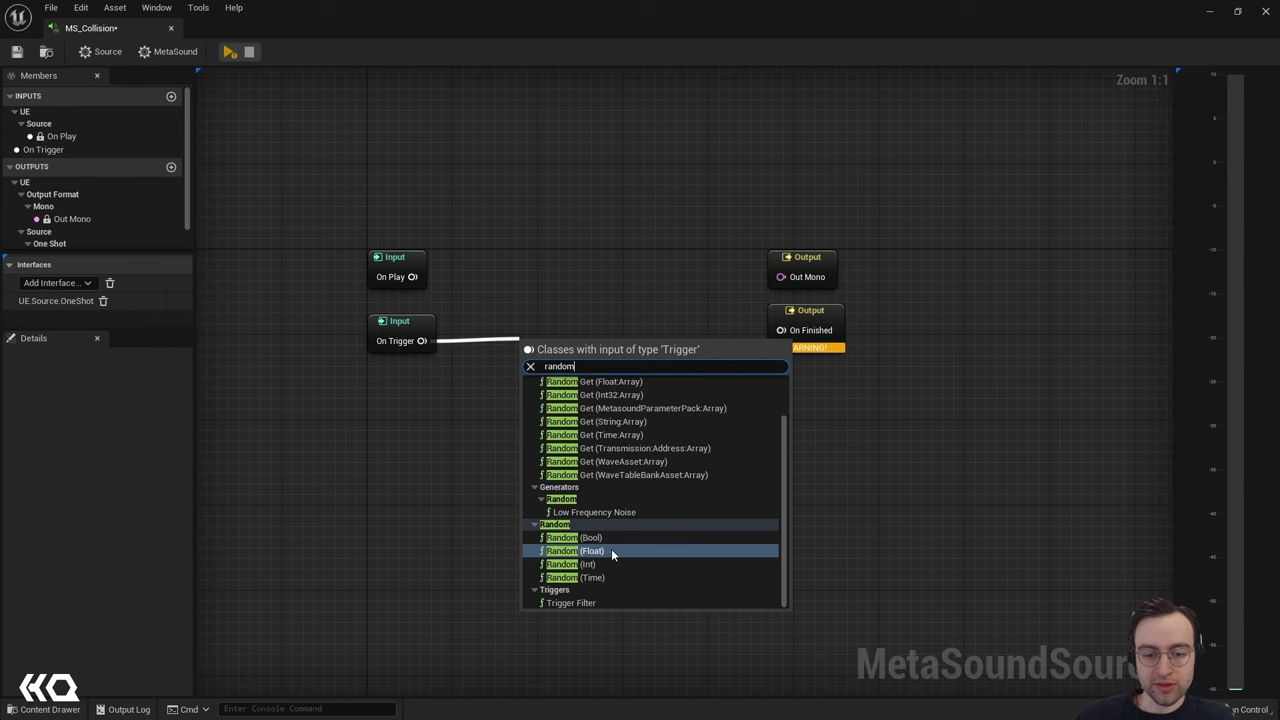 File Edit Asset Window Tools Help
MS_Collision*
Source MetaSound
Members
INPUTS
UE
Source
On Play
On Trigger
OUTPUTS
UE
Output Format
Mono
Out Mono
Source
One Shot
Interfaces
Add Interface...
UE.Source.OneShot
Details
Zoom 1:1
Input
On Play
Output
Out Mono
Input
On Trigger
Output
On Finished
ARNING!
Classes with input of type 'Trigger'
random
Random Get (Float:Array)
Random Get (Int32:Array)
Random Get (MetasoundParameterPack:Array)
Random Get (String:Array)
Random Get (Time:Array)
Random Get (Transmission:Address:Array)
Random Get (WaveAsset:Array)
Random Get (WaveTableBankAsset:Array)
Generators
Random
Low Frequency Noise
Random
Random (Bool)
Random (Float)
Random (Int)
Random (Time)
Triggers
Trigger Filter
MetaSoundSour
Content Drawer Output Log Cmd Enter Console Command
n Control